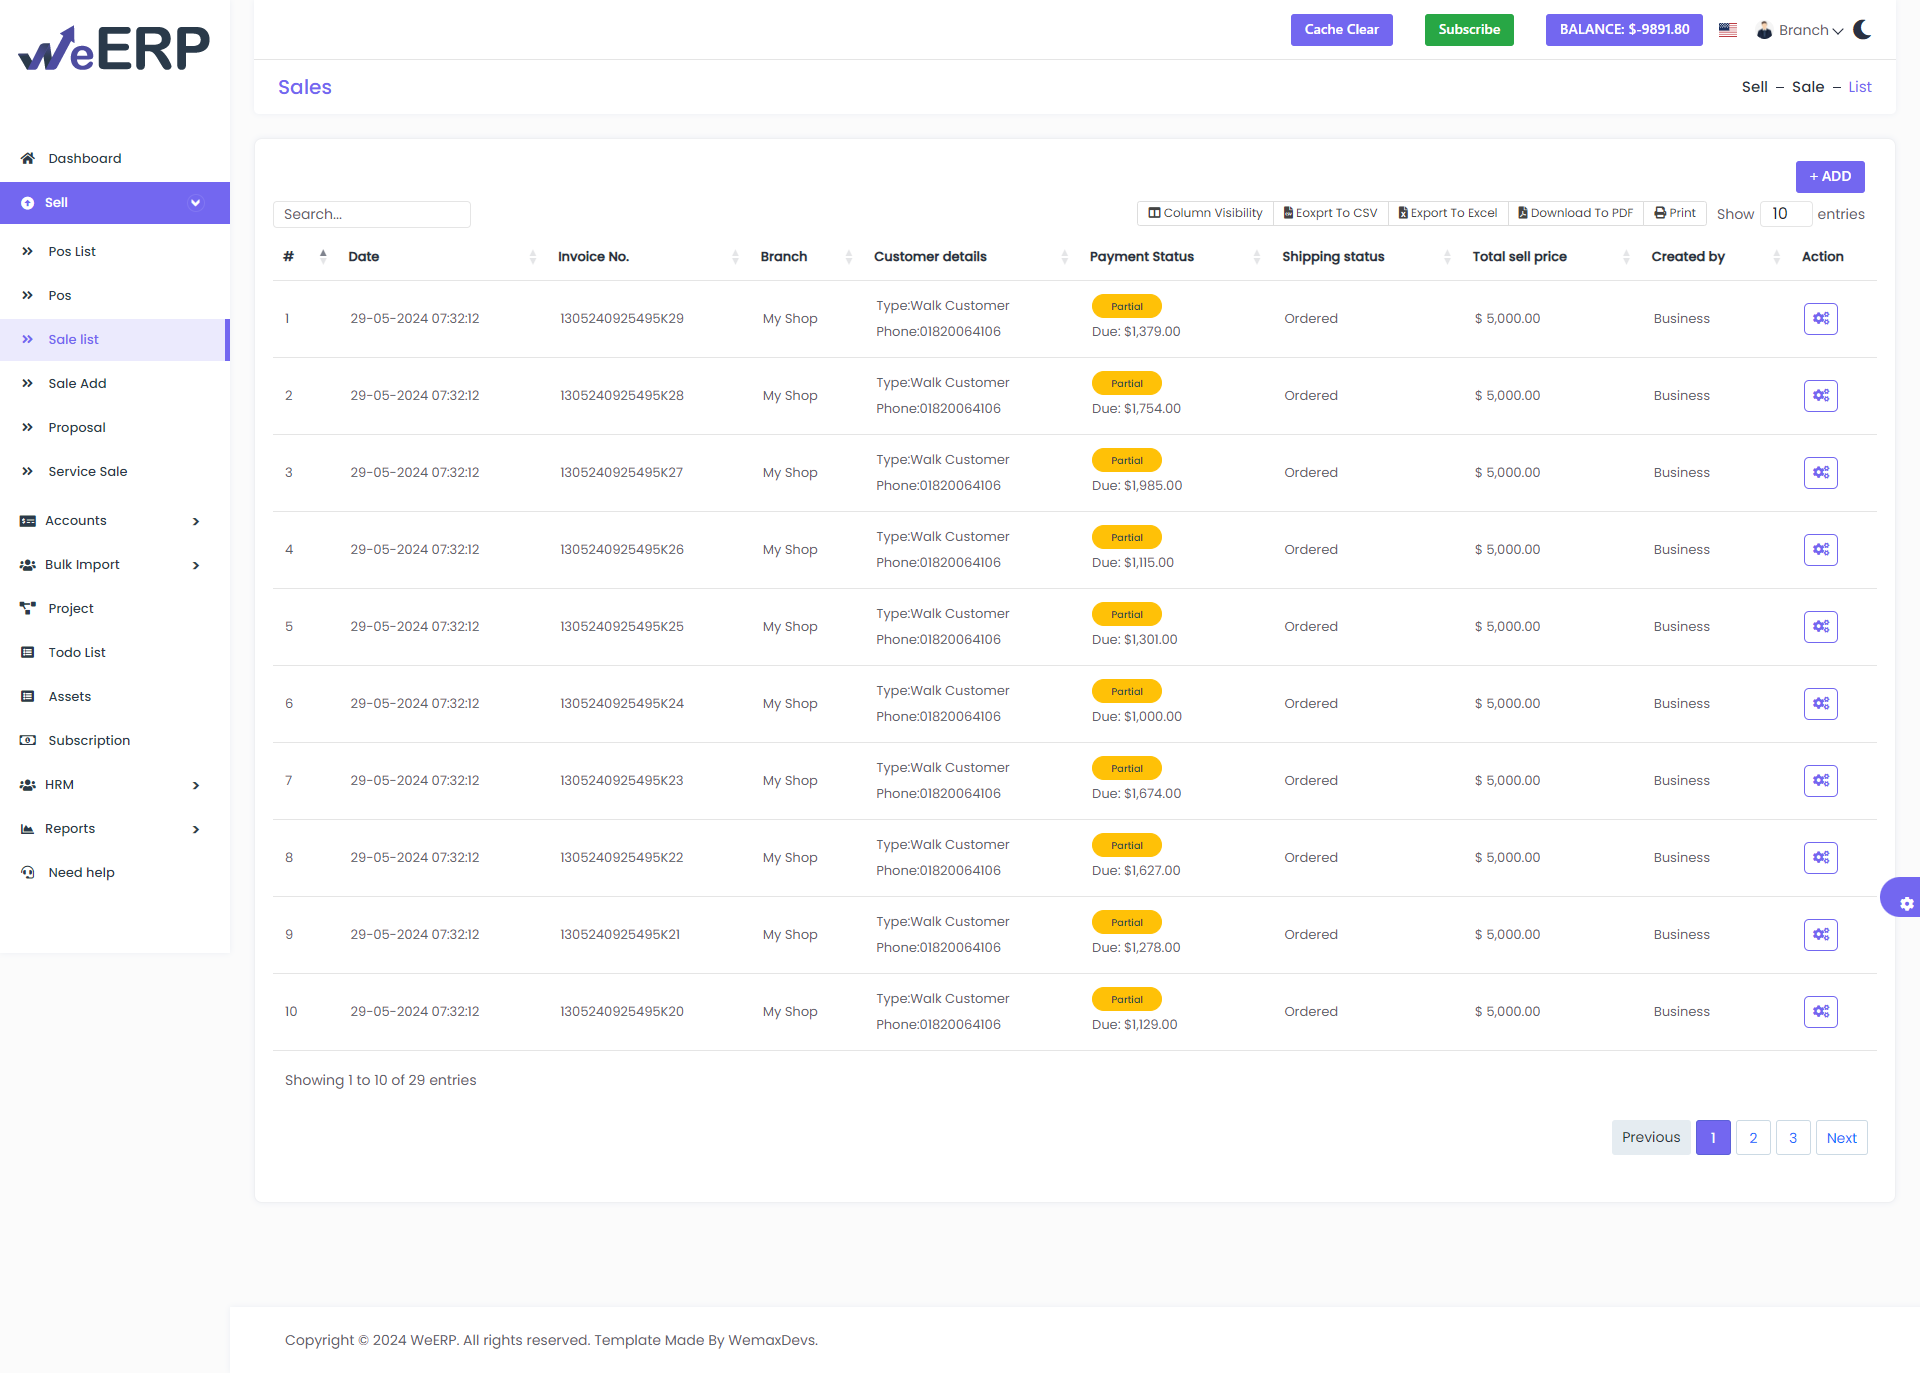 WeERP
Cache Clear
Subscribe
BALANCE: $-9891.80
Branch
Sales
Sell – Sale – List
Dashboard
Sell
Pos List
Pos
Sale list
Sale Add
Proposal
Service Sale
Accounts
Bulk Import
Project
Todo List
Assets
Subscription
HRM
Reports
Need help
+ ADD
Search...
Column Visibility Eoxprt To CSV Export To Excel Download To PDF Print Show 10 entries
# Date Invoice No. Branch Customer details Payment Status Shipping status Total sell price Created by Action
Type:Walk Customer Partial
1 29-05-2024 07:32:12 1305240925495K29 My Shop Ordered $ 5,000.00 Business
Phone:01820064106 Due: $1,379.00
Type:Walk Customer Partial
2 29-05-2024 07:32:12 1305240925495K28 My Shop Ordered $ 5,000.00 Business
Phone:01820064106 Due: $1,754.00
Type:Walk Customer Partial
3 29-05-2024 07:32:12 1305240925495K27 My Shop Ordered $ 5,000.00 Business
Phone:01820064106 Due: $1,985.00
Type:Walk Customer Partial
4 29-05-2024 07:32:12 1305240925495K26 My Shop Ordered $ 5,000.00 Business
Phone:01820064106 Due: $1,115.00
Type:Walk Customer Partial
5 29-05-2024 07:32:12 1305240925495K25 My Shop Ordered $ 5,000.00 Business
Phone:01820064106 Due: $1,301.00
Type:Walk Customer Partial
6 29-05-2024 07:32:12 1305240925495K24 My Shop Ordered $ 5,000.00 Business
Phone:01820064106 Due: $1,000.00
Type:Walk Customer Partial
7 29-05-2024 07:32:12 1305240925495K23 My Shop Ordered $ 5,000.00 Business
Phone:01820064106 Due: $1,674.00
Type:Walk Customer Partial
8 29-05-2024 07:32:12 1305240925495K22 My Shop Ordered $ 5,000.00 Business
Phone:01820064106 Due: $1,627.00
Type:Walk Customer Partial
9 29-05-2024 07:32:12 1305240925495K21 My Shop Ordered $ 5,000.00 Business
Phone:01820064106 Due: $1,278.00
Type:Walk Customer Partial
10 29-05-2024 07:32:12 1305240925495K20 My Shop Ordered $ 5,000.00 Business
Phone:01820064106 Due: $1,129.00
Showing 1 to 10 of 29 entries
Previous 1 2 3 Next
Copyright © 2024 WeERP. All rights reserved. Template Made By WemaxDevs.